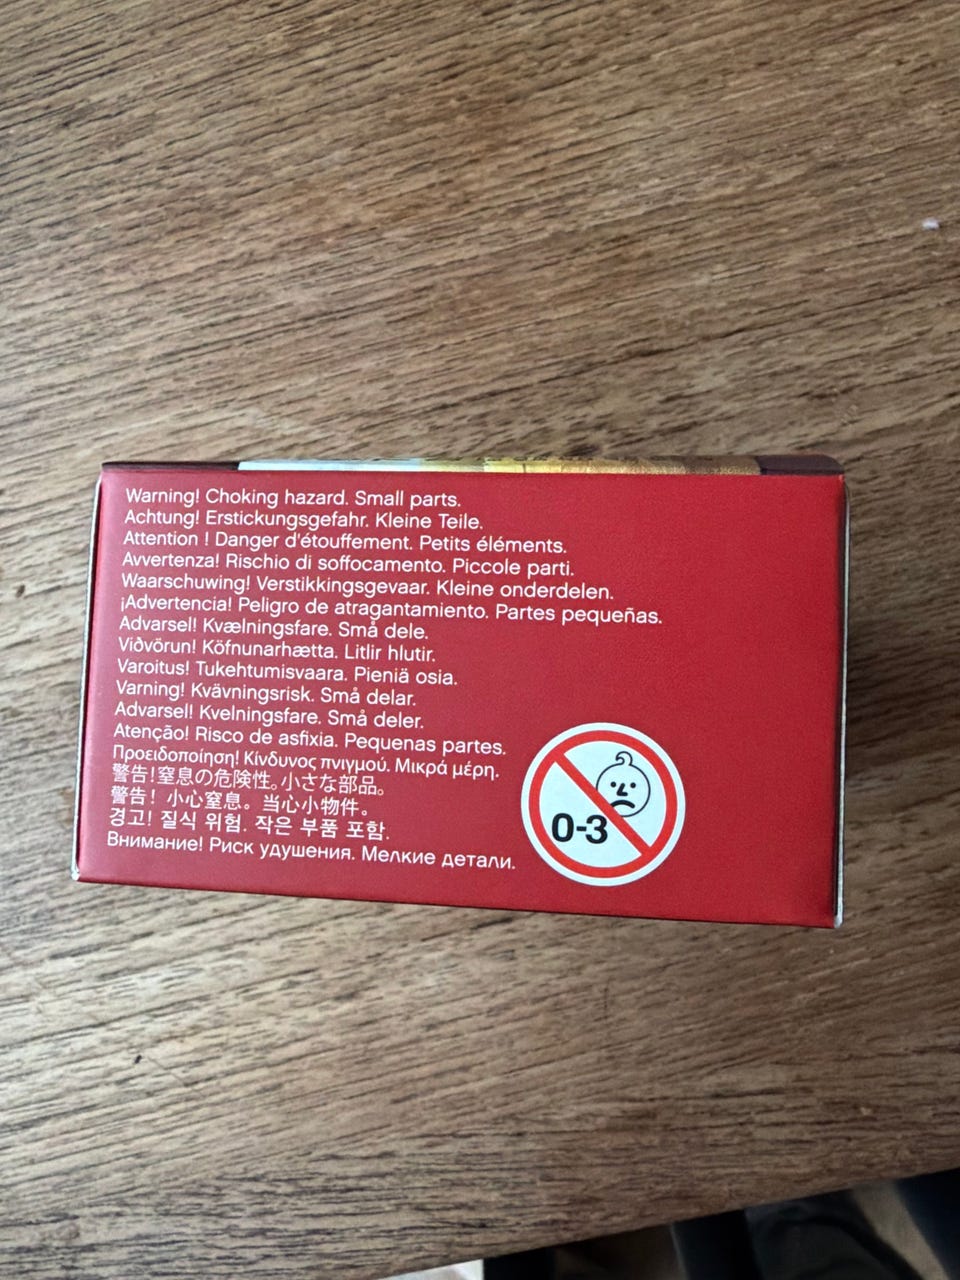 Warning! Choking hazard. Small parts.
Achtung! Erstickungsgefahr. Kleine Teile.
Attention ! Danger d'étouffement. Petits éléments.
Avvertenza! Rischio di soffocamento. Piccole parti.
Waarschuwing! Verstikkingsgevaar. Kleine onderdelen.
¡Advertencia! Peligro de atragantamiento. Partes pequeñas.
Advarsel! Kvælningsfare. Små dele.
Viðvörun! Köfnunarhætta. Litlir hlutir.
Varoitus! Tukehtumisvaara. Pieniä osia.
Varning! Kvävningsrisk. Små delar.
Advarsel! Kvelningsfare. Små deler.
Atenção! Risco de asfixia. Pequenas partes.
Προειδοποίηση! Κίνδυνος πνιγμού. Μικρά μέρη.
警告!窒息の危険性。小さな部品。
警告！小心窒息。当心小物件。
경고! 질식 위험. 작은 부품 포함.
Внимание! Риск удушения. Мелкие детали.
0-3